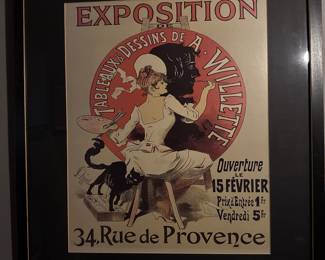 EXPOSITION
DE
TABLEAUX & DESSINS DE A. WILLETTE
Ouverture
LE
15 FÉVRIER
Prix d'Entrée 1 Fr
Vendredi 5 Fr
34, Rue de Provence